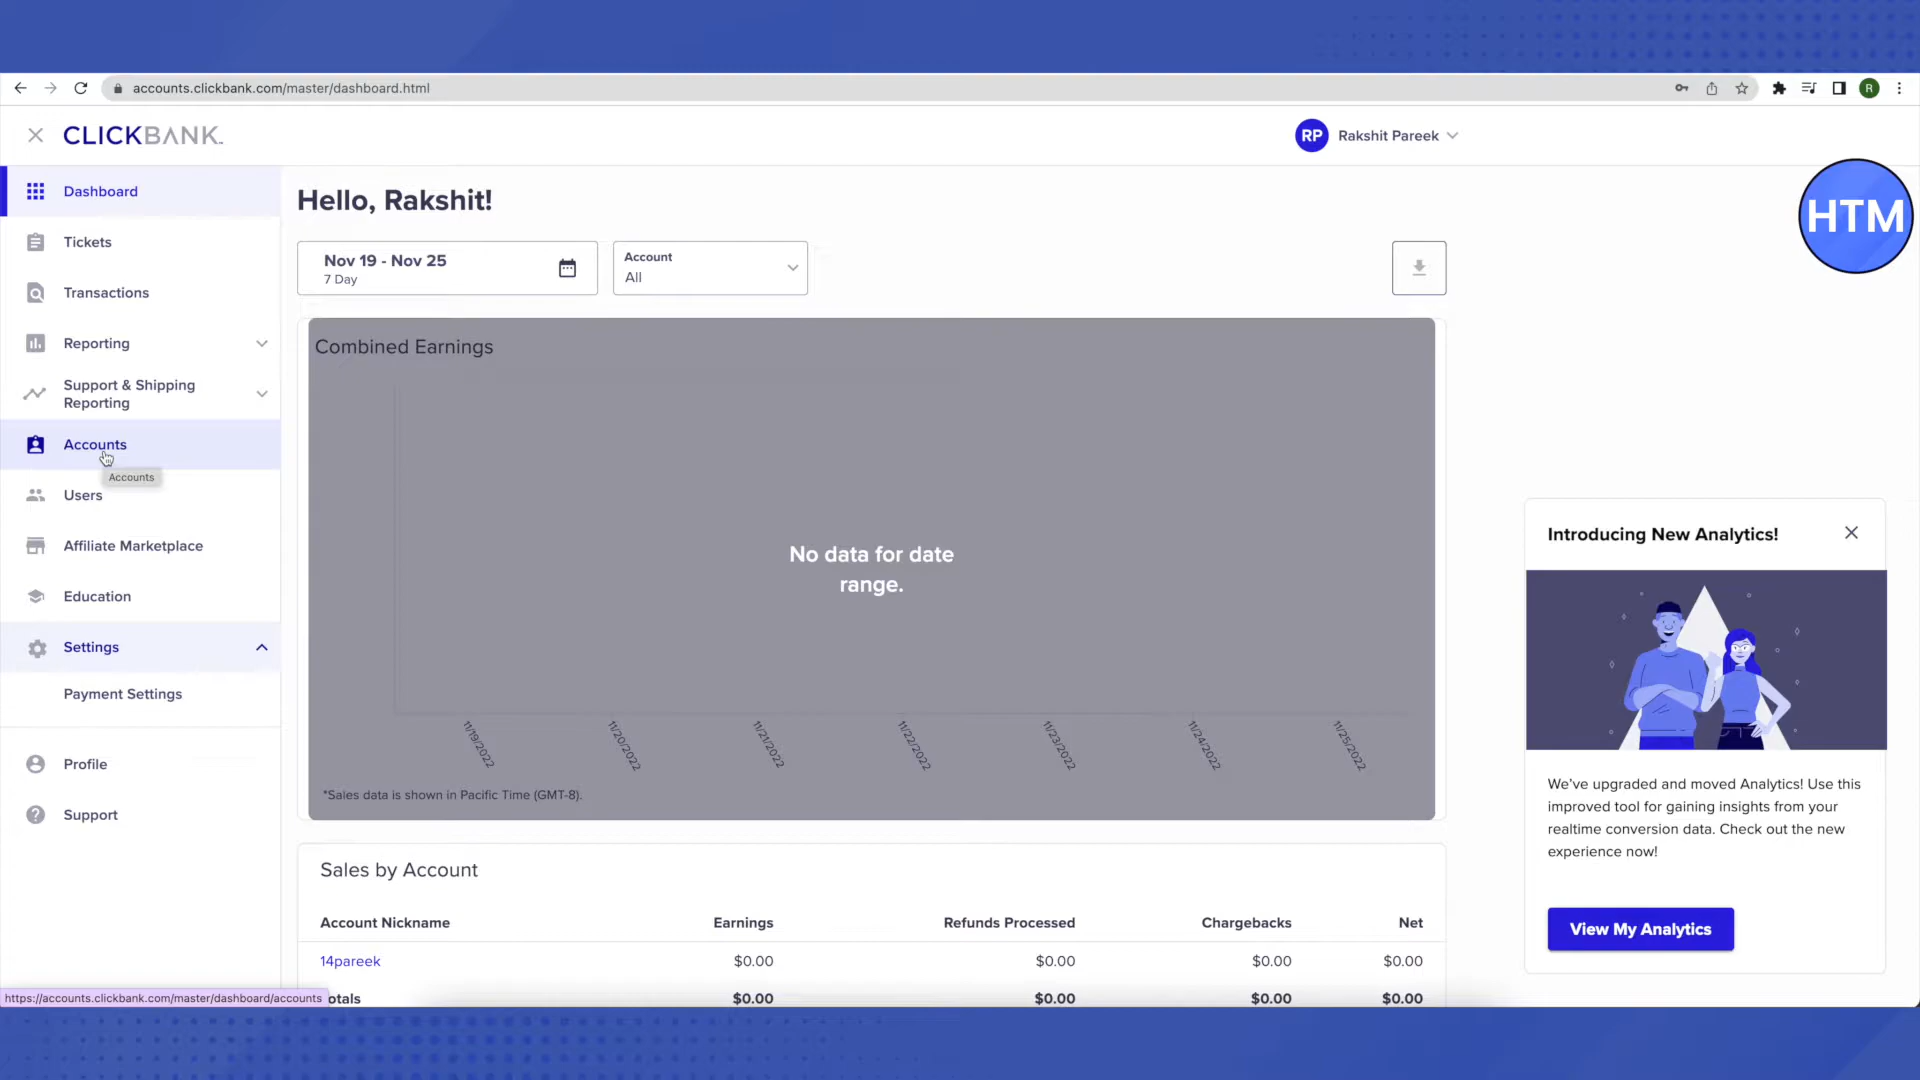 accounts.clickbank.com/master/dashboard.html
R
CLICKBANK
RP
Rakshit Pareek
HTM
Dashboard
Tickets
Transactions
Reporting
Support & Shipping
Reporting
Accounts
Accounts
Users
Affiliate Marketplace
Education
Settings
Payment Settings
Profile
Support
Hello, Rakshit!
Nov 19 - Nov 25
7 Day
Account
All
Combined Earnings
No data for date
range.
11/19/2022
11/20/2022
11/21/2022
11/22/2022
11/23/2022
11/24/2022
11/25/2022
*Sales data is shown in Pacific Time (GMT-8).
Sales by Account
Account Nickname Earnings Refunds Processed Chargebacks Net
14pareek $0.00 $0.00 $0.00 $0.00
otals $0.00 $0.00 $0.00 $0.00
Introducing New Analytics!
We've upgraded and moved Analytics! Use this
improved tool for gaining insights from your
realtime conversion data. Check out the new
experience now!
View My Analytics
https://accounts.clickbank.com/master/dashboard/accounts